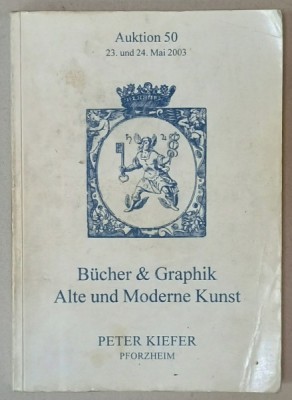 Auktion 50
23. und 24. Mai 2003
Bücher & Graphik
Alte und Moderne Kunst
PETER KIEFER
PFORZHEIM